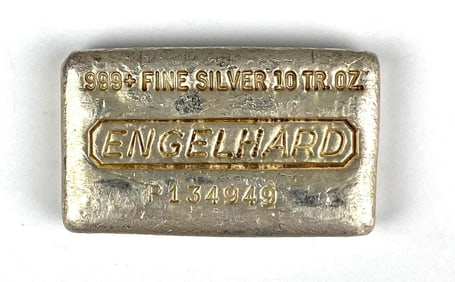 .999+ FINE SILVER 10 TR. OZ.
ENGELHARD
P134949